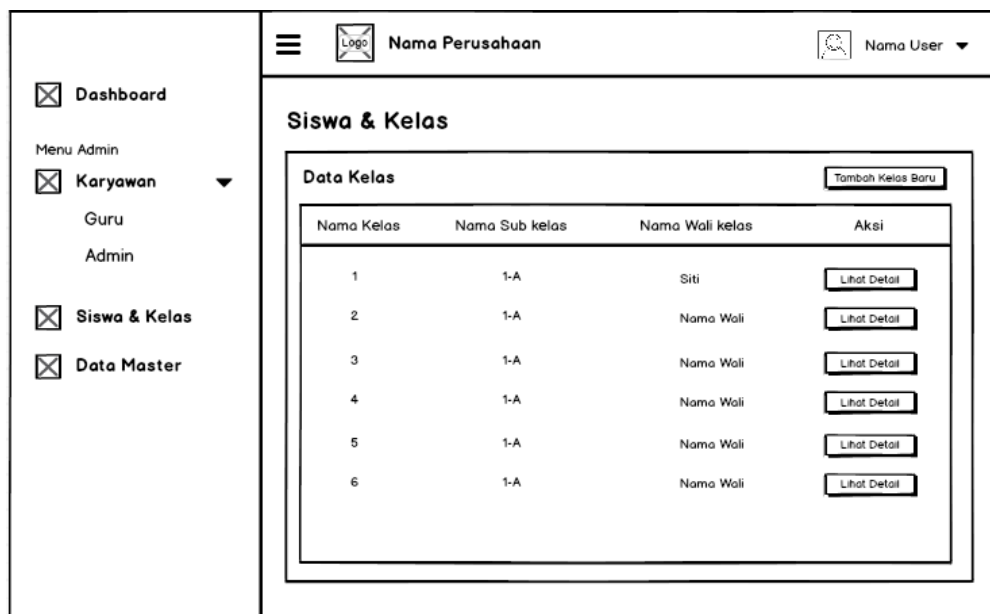 Logo Nama Perusahaan Nama User
Dashboard
Menu Admin
Karyawan
Guru
Admin
Siswa & Kelas
Data Master
Siswa & Kelas
Data Kelas Tambah Kelas Baru
Nama Kelas Nama Sub kelas Nama Wali kelas Aksi
1 1-A Siti Lihat Detail
2 1-A Nama Wali Lihat Detail
3 1-A Nama Wali Lihat Detail
4 1-A Nama Wali Lihat Detail
5 1-A Nama Wali Lihat Detail
6 1-A Nama Wali Lihat Detail